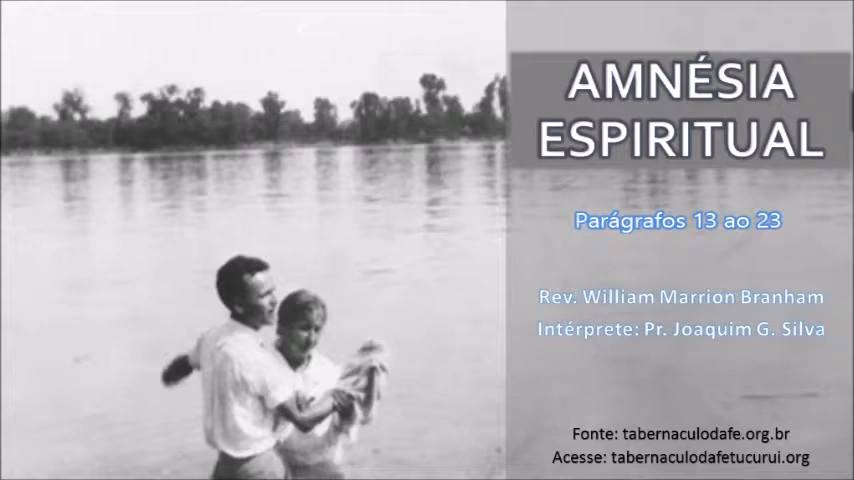 AMNÉSIA
ESPIRITUAL
Parágrafos 13 ao 23
Rev. William Marrion Branham
Intérprete: Pr. Joaquim G. Silva
Fonte: tabernaculodafe.org.br
Acesse: tabernaculodafetucurui.org